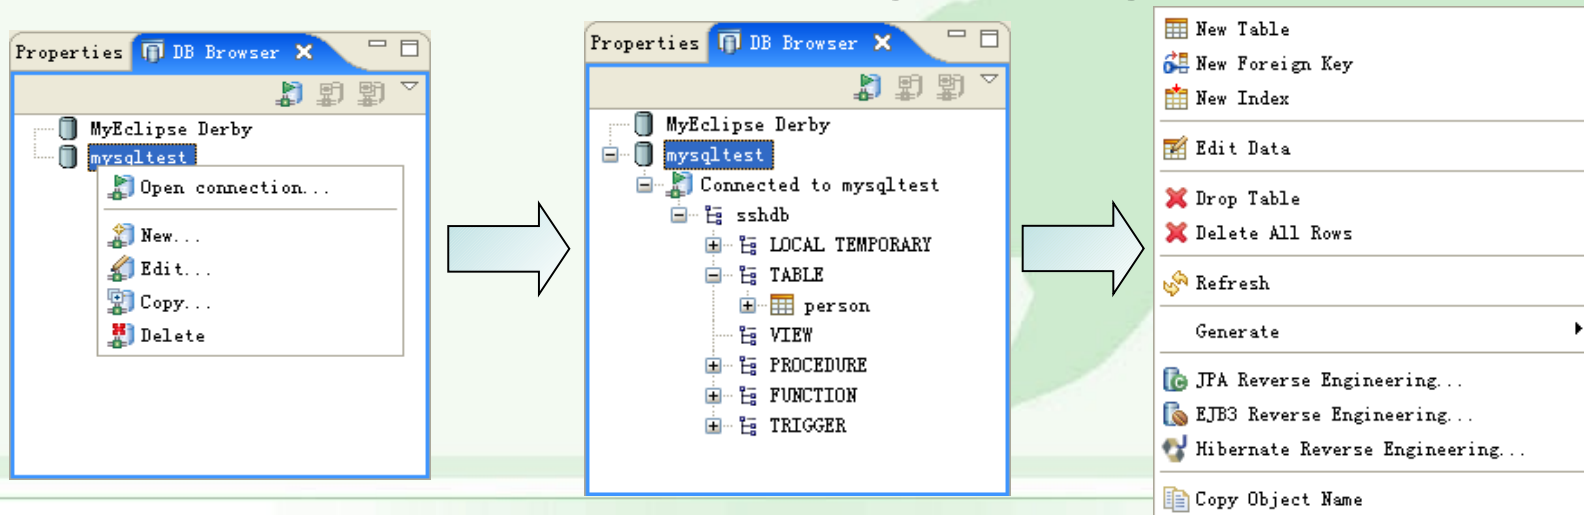 Properties DB Browser
MyEclipse Derby
mysqltest
Open connection...
New...
Edit...
Copy...
Delete
Properties DB Browser
MyEclipse Derby
mysqltest
Connected to mysqltest
sshdb
LOCAL TEMPORARY
TABLE
person
VIEW
PROCEDURE
FUNCTION
TRIGGER
New Table
New Foreign Key
New Index
Edit Data
Drop Table
Delete All Rows
Refresh
Generate
JPA Reverse Engineering...
EJB3 Reverse Engineering...
Hibernate Reverse Engineering...
Copy Object Name